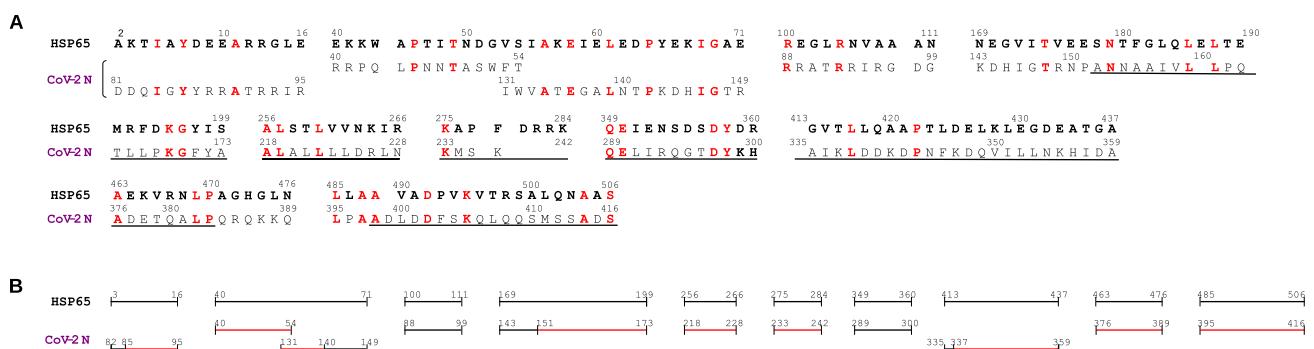 A
2 10 16 40 50 60 71 100 111 169 180 190
HSP65 AKTIAYDEEARRGLE EKKW APTITNDGVSIAKEIELEDPYEKIGAE REGLRNVAA AN NEGVITVEESNTFGLQLELTE
40 54 88 99 143 150 160
RRPQ LPNNTASWFT RRATRRIRG DG KDHIGTRNPANNAAIVL LPQ
CoV-2 N
81 95 131 140 149
DDQIGYYRRATRRIR IWVATEGALNTPKDHIGTR
199 256 266 275 284 349 360 413 430 437
HSP65 MRFDKGYIS ALSTLVVNKIR KAP F DRRK QEIENSDSDYDR GVTLLQAACPTLDELKLEGDEATGA
173 218 228 233 242 289 300 335 350 359
CoV-2 N TLLPKGFYA ALALLLLDRLN KMS K QELIRQGTDYKH AIKLDDKDPNFKDQVILLNKHIDA
463 470 476 485 490 500 506
HSP65 AEKVRNLPAGHGLN LLAA VADPVKVTRSALQNAAS
376 380 389 395 400 410 416
CoV-2 N ADETQALPQRQKKQ LPAADLDDFSKQLQQSMSSADS
B
HSP65 3 16 40 71 100 111 169 199 256 266 275 284 349 360 413 437 463 476 485 506
40 54 88 99 143 151 173 218 228 233 242 289 300 376 389 395 416
CoV-2 N 82 85 95 131 140 149 335 337 359